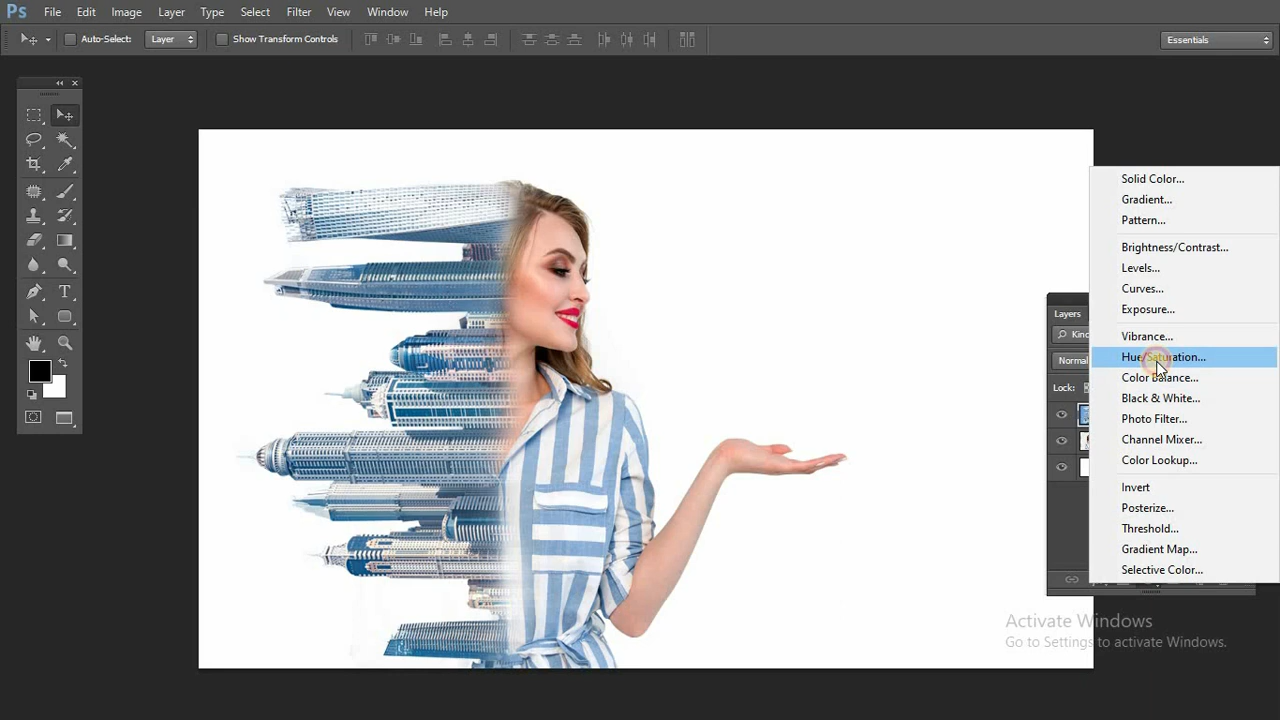 Ps File Edit Image Layer Type Select Filter View Window Help
Auto-Select: Layer Show Transform Controls Essentials
Solid Color...
Gradient...
Pattern...
Brightness/Contrast...
Levels...
Curves...
Exposure...
Layers
Vibrance...
Normal
Hue/Saturation...
Color Balance...
Lock:
Black & White...
Photo Filter...
Channel Mixer...
Color Lookup...
Invert
Posterize...
Threshold...
Gradient Map...
Selective Color...
Activate Windows
Go to Settings to activate Windows.